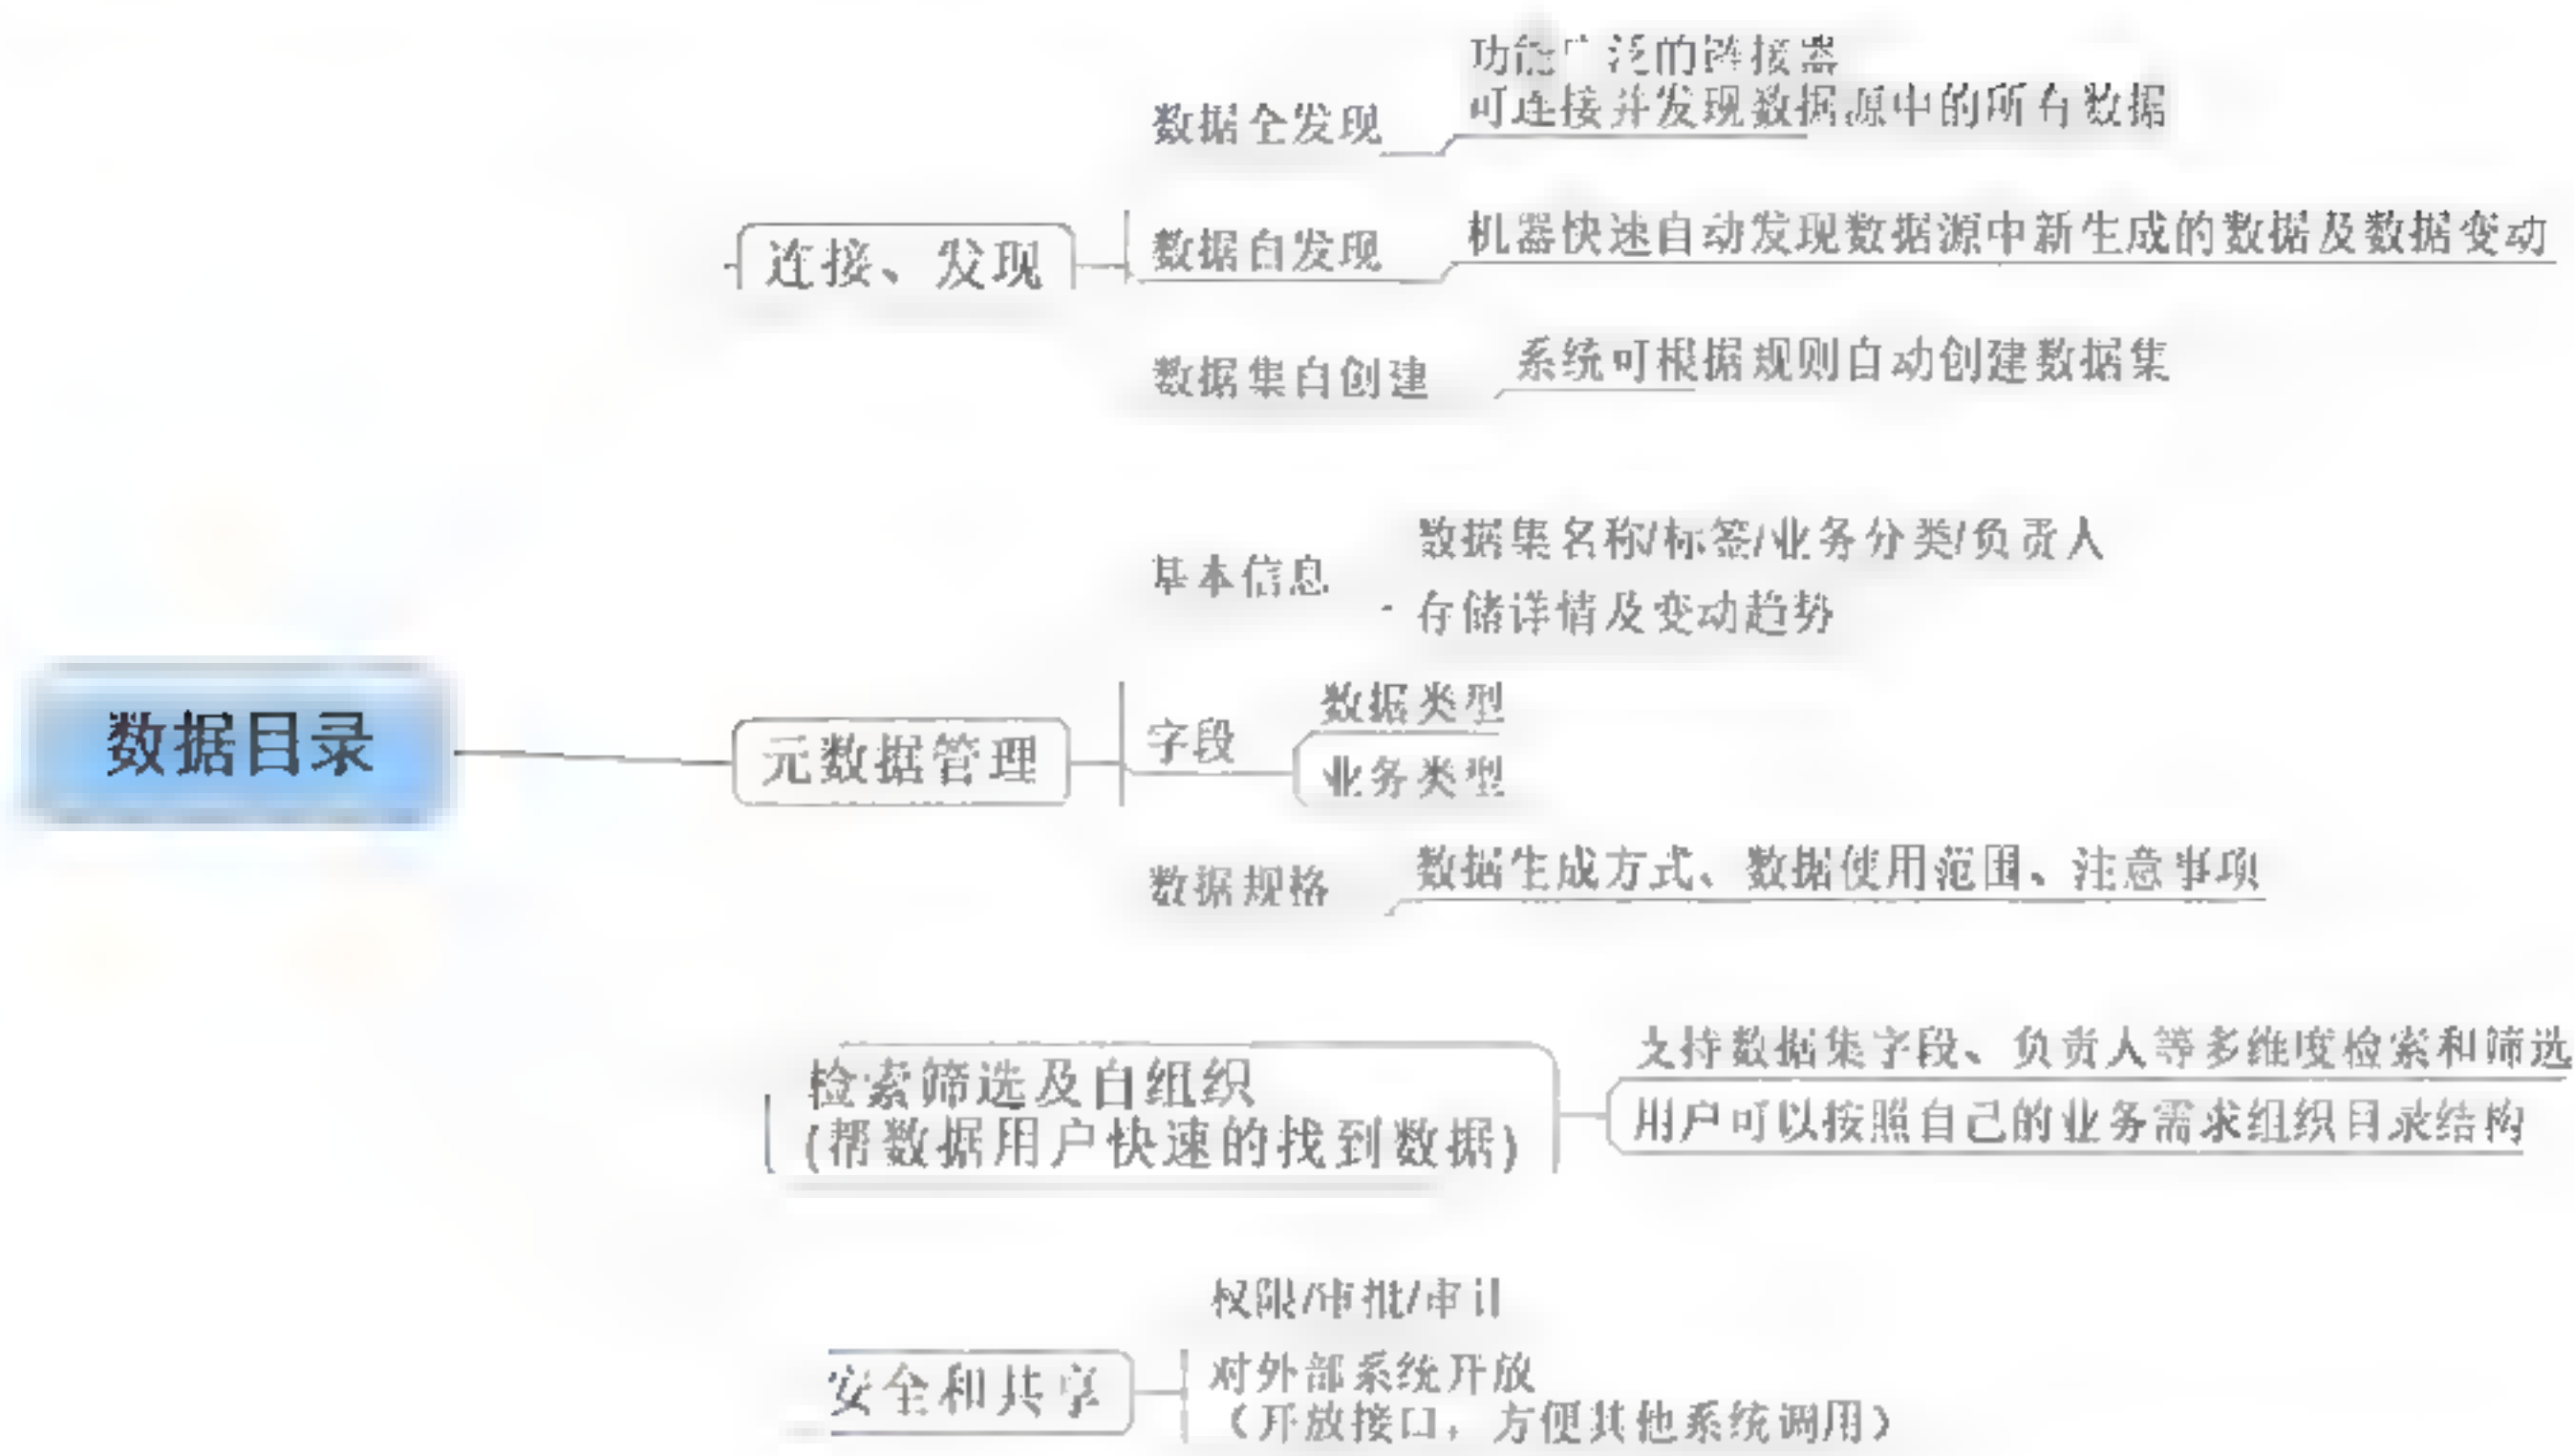 功能广泛的连接器
可连接并发现数据源中的所有数据
数据全发现
连接、发现
数据自发现
机器快速自动发现数据源中新生成的数据及数据变动
数据集自创建
系统可根据规则自动创建数据集
基本信息
数据集名称/标签/业务分类/负责人
存储详情及变动趋势
数据目录
元数据管理
字段
数据类型
业务类型
数据规格
数据生成方式、数据使用范围、注意事项
检索筛选及自组织
(帮数据用户快速的找到数据)
支持数据集字段、负责人等多维度检索和筛选
用户可以按照自己的业务需求组织目录结构
安全和共享
权限/审批/审计
对外部系统开放
（开放接口，方便其他系统调用）